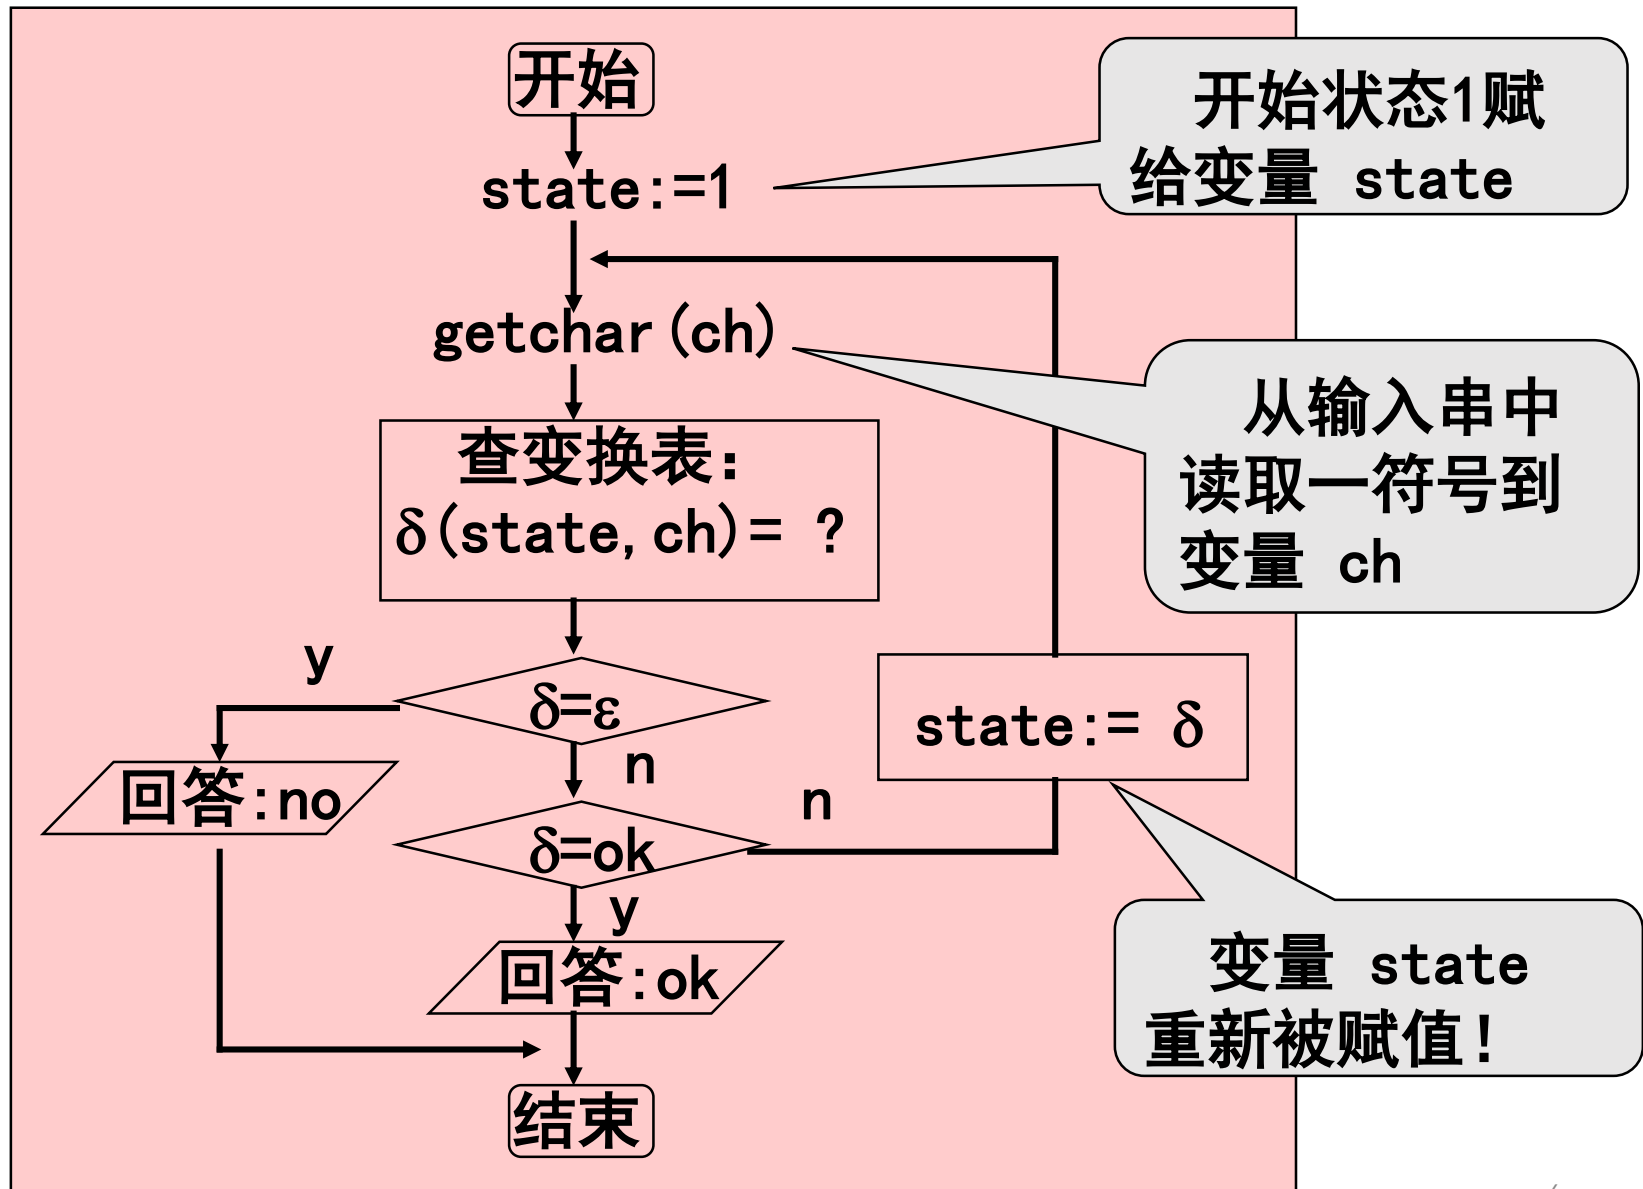 开始
开始状态1赋
给变量 state
state:=1
getchar(ch)
从输入串中
读取一符号到
变量 ch
查变换表:
δ(state,ch)= ?
y
δ=ε
state:= δ
n
回答:no
n
δ=ok
y
回答:ok
变量 state
重新被赋值!
结束